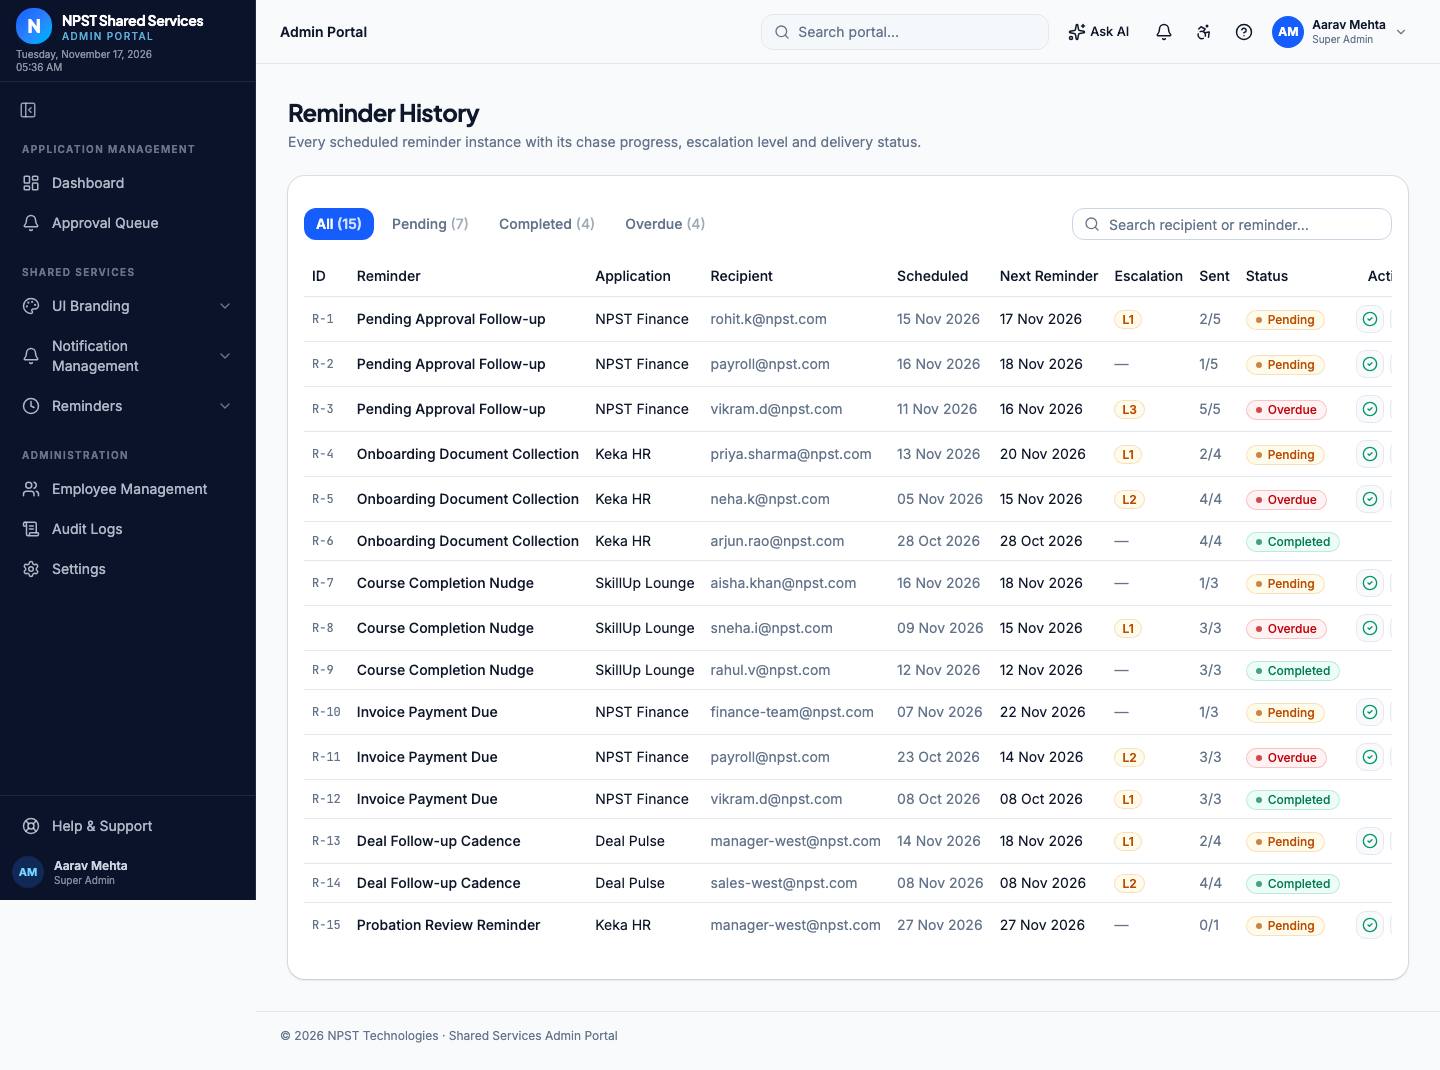 N
NPST Shared Services
ADMIN PORTAL
Tuesday, November 17, 2026
05:36 AM
APPLICATION MANAGEMENT
Dashboard
Approval Queue
SHARED SERVICES
UI Branding
Notification
Management
Reminders
ADMINISTRATION
Employee Management
Audit Logs
Settings
Help & Support
AM
Aarav Mehta
Super Admin
Admin Portal
Search portal...
Ask AI
AM
Aarav Mehta
Super Admin
Reminder History
Every scheduled reminder instance with its chase progress, escalation level and delivery status.
All (15) Pending (7) Completed (4) Overdue (4)
Search recipient or reminder...
ID Reminder Application Recipient Scheduled Next Reminder Escalation Sent Status Acti
R-1 Pending Approval Follow-up NPST Finance rohit.k@npst.com 15 Nov 2026 17 Nov 2026 L1 2/5 Pending
R-2 Pending Approval Follow-up NPST Finance payroll@npst.com 16 Nov 2026 18 Nov 2026 — 1/5 Pending
R-3 Pending Approval Follow-up NPST Finance vikram.d@npst.com 11 Nov 2026 16 Nov 2026 L3 5/5 Overdue
R-4 Onboarding Document Collection Keka HR priya.sharma@npst.com 13 Nov 2026 20 Nov 2026 L1 2/4 Pending
R-5 Onboarding Document Collection Keka HR neha.k@npst.com 05 Nov 2026 15 Nov 2026 L2 4/4 Overdue
R-6 Onboarding Document Collection Keka HR arjun.rao@npst.com 28 Oct 2026 28 Oct 2026 — 4/4 Completed
R-7 Course Completion Nudge SkillUp Lounge aisha.khan@npst.com 16 Nov 2026 18 Nov 2026 — 1/3 Pending
R-8 Course Completion Nudge SkillUp Lounge sneha.i@npst.com 09 Nov 2026 15 Nov 2026 L1 3/3 Overdue
R-9 Course Completion Nudge SkillUp Lounge rahul.v@npst.com 12 Nov 2026 12 Nov 2026 — 3/3 Completed
R-10 Invoice Payment Due NPST Finance finance-team@npst.com 07 Nov 2026 22 Nov 2026 — 1/3 Pending
R-11 Invoice Payment Due NPST Finance payroll@npst.com 23 Oct 2026 14 Nov 2026 L2 3/3 Overdue
R-12 Invoice Payment Due NPST Finance vikram.d@npst.com 08 Oct 2026 08 Oct 2026 L1 3/3 Completed
R-13 Deal Follow-up Cadence Deal Pulse manager-west@npst.com 14 Nov 2026 18 Nov 2026 L1 2/4 Pending
R-14 Deal Follow-up Cadence Deal Pulse sales-west@npst.com 08 Nov 2026 08 Nov 2026 L2 4/4 Completed
R-15 Probation Review Reminder Keka HR manager-west@npst.com 27 Nov 2026 27 Nov 2026 — 0/1 Pending
© 2026 NPST Technologies · Shared Services Admin Portal